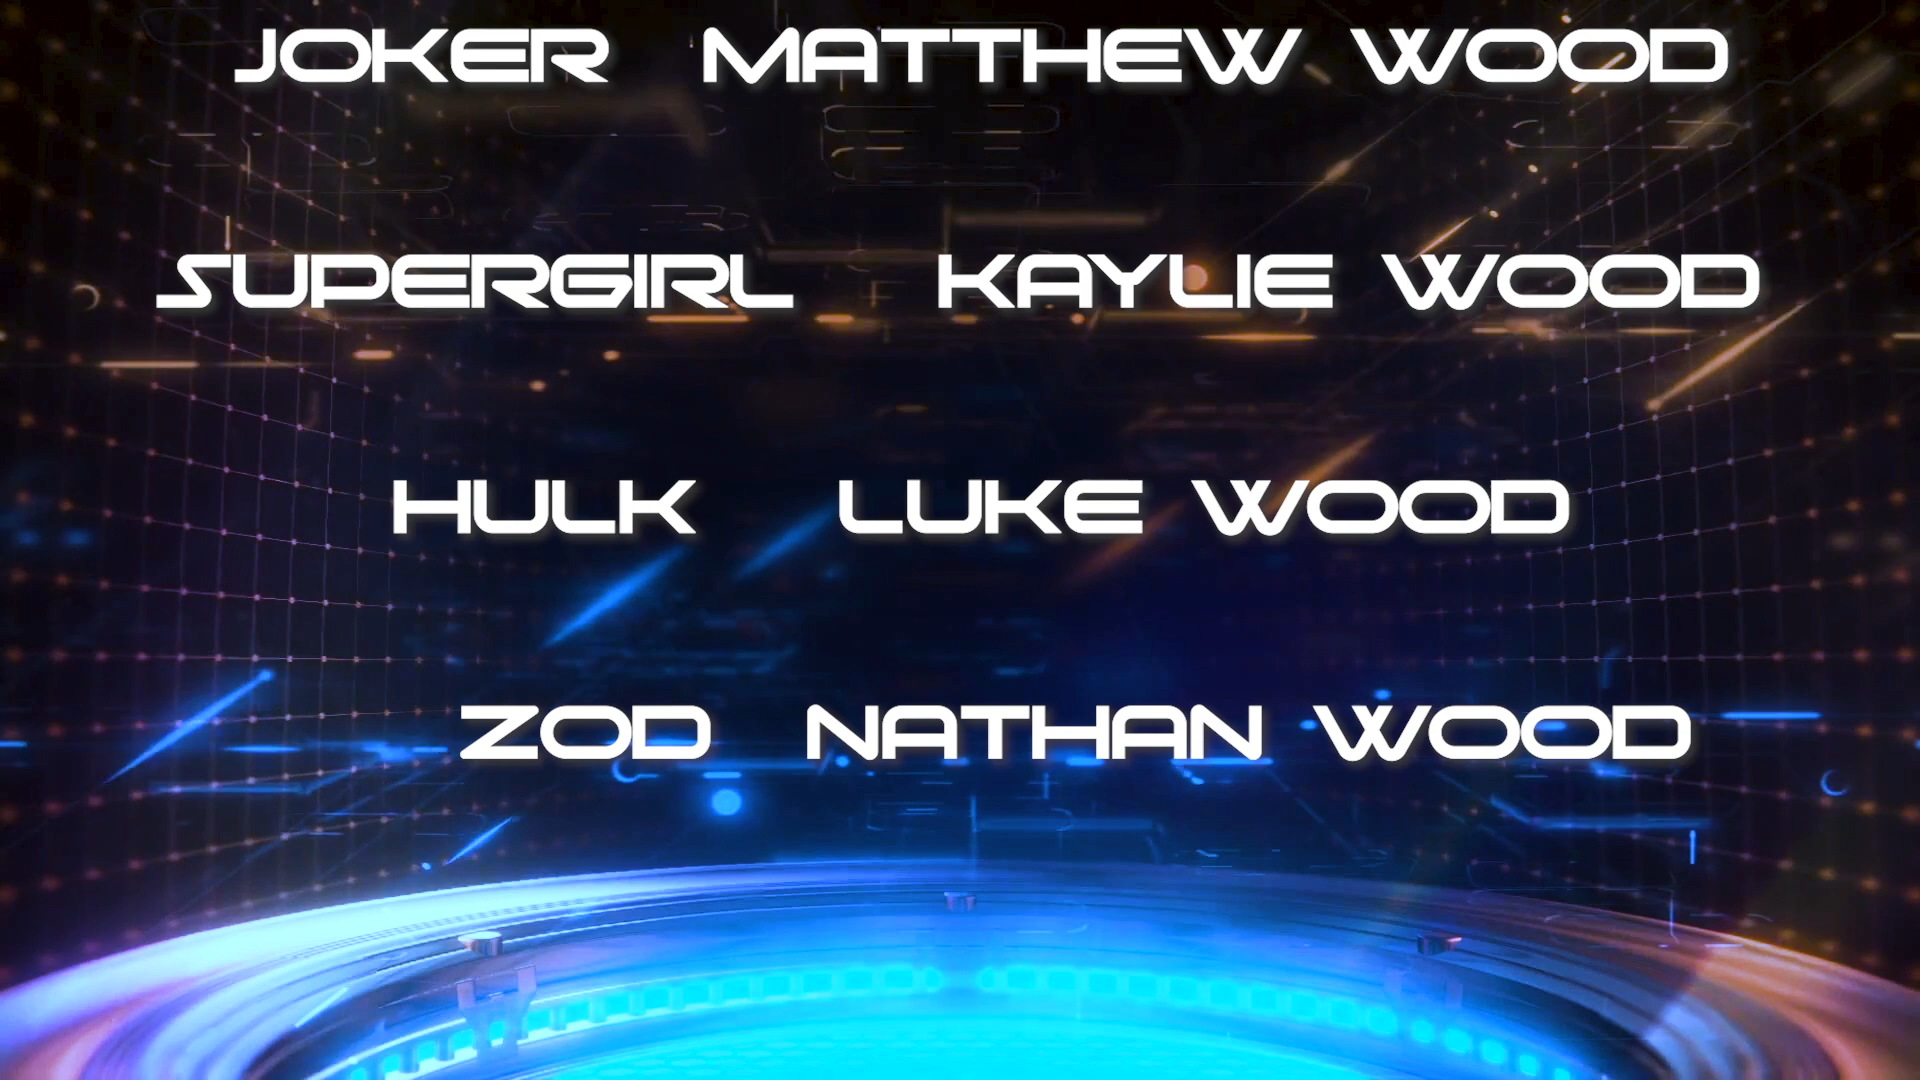 JOKER MATTHEW WOOD
SUPERGIRL KAYLIE WOOD
HULK LUKE WOOD
ZOD NATHAN WOOD